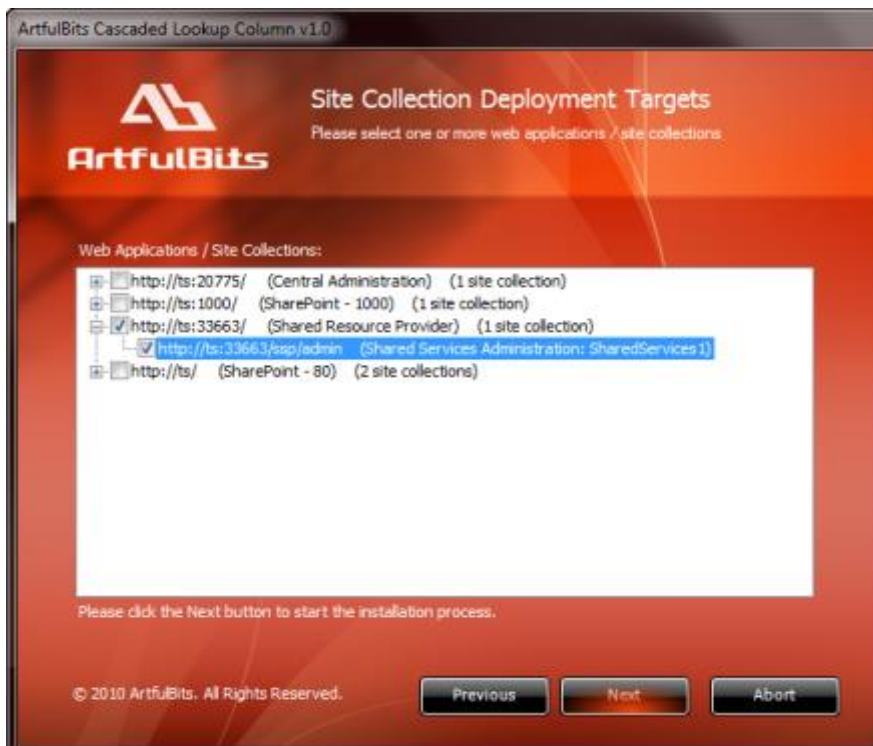 ArtfulBits Cascaded Lookup Column v1.0
ArtfulBits
Site Collection Deployment Targets
Please select one or more web applications / site collections
Web Applications / Site Collections:
http://ts:20775/ (Central Administration) (1 site collection)
http://ts:1000/ (SharePoint - 1000) (1 site collection)
http://ts:33663/ (Shared Resource Provider) (1 site collection)
http://ts:33663/ssp/admin (Shared Services Administration: SharedServices1)
http://ts/ (SharePoint - 80) (2 site collections)
Please click the Next button to start the installation process.
© 2010 ArtfulBits. All Rights Reserved.
Previous Next Abort